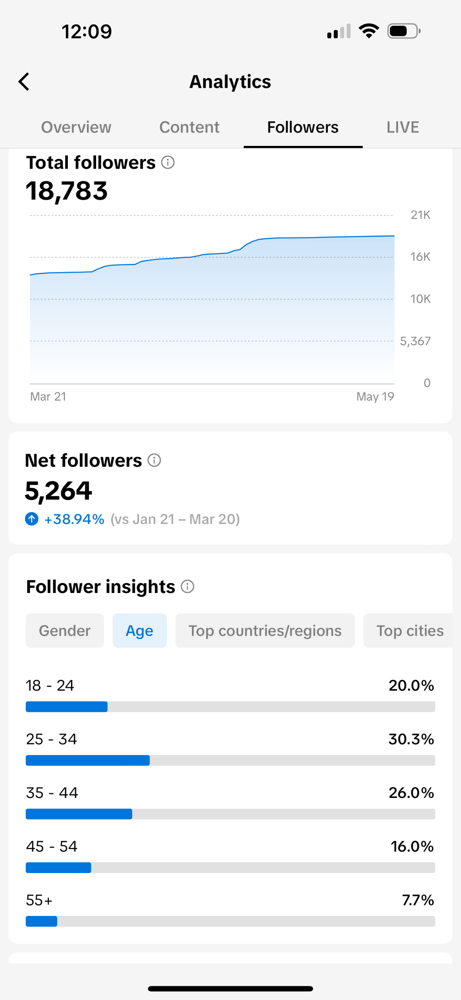 12:09
Analytics
Overview Content Followers LIVE
Total followers
18,783
21K
16K
10K
5,367
0
Mar 21 May 19
Net followers
5,264
+38.94% (vs Jan 21 – Mar 20)
Follower insights
Gender Age Top countries/regions Top cities
18 - 24 20.0%
25 - 34 30.3%
35 - 44 26.0%
45 - 54 16.0%
55+ 7.7%